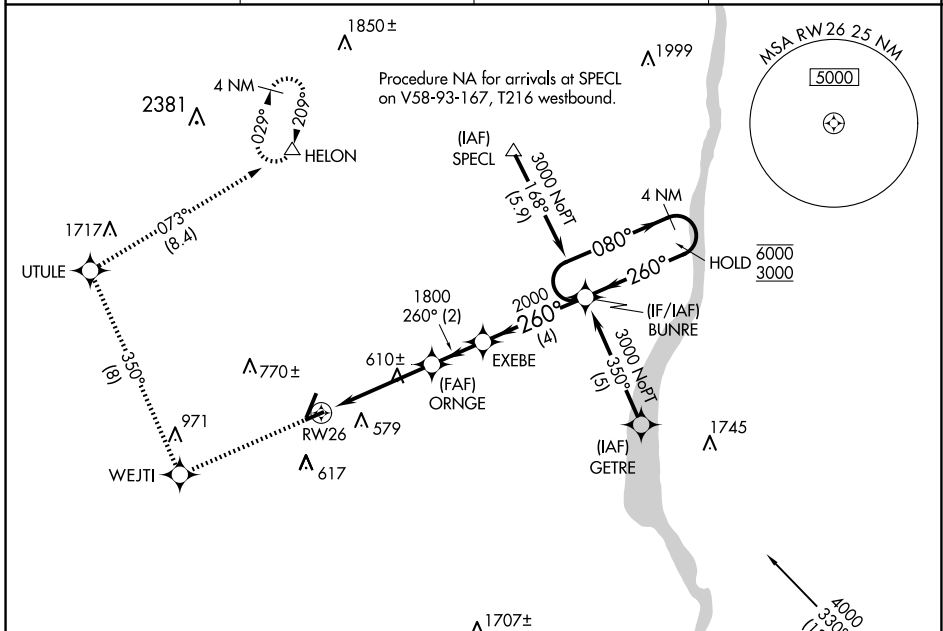 1850±
1999
MSA RW26 25 NM
5000
Procedure NA for arrivals at SPECL
on V58-93-167, T216 westbound.
4 NM
029°
209°
HELON
2381
(IAF)
SPECL
3000 NoPT
168°
(5.9)
4 NM
080°
260°
HOLD
6000
3000
1717
073°
(8.4)
UTULE
(IF/IAF)
BUNRE
2000
260°
(4)
1800
260° (2)
EXEBE
3000 NoPT
350°
(5)
350°
(8)
770±
610±
(FAF)
ORNGE
RW26
579
971
617
1745
WEJTI
(IAF)
GETRE
4000
330°
1707±